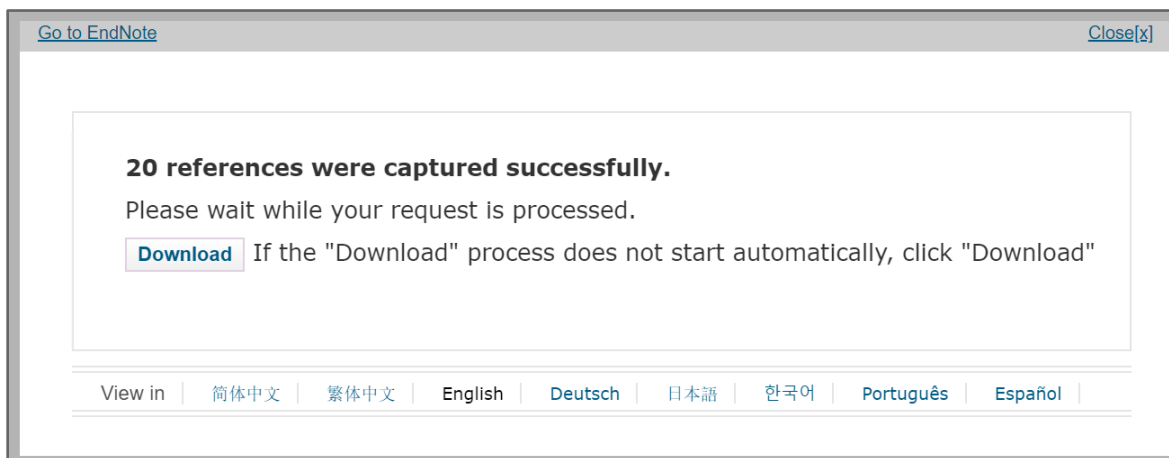 Go to EndNote Close[x]
20 references were captured successfully.
Please wait while your request is processed.
Download If the "Download" process does not start automatically, click "Download"
View in 简体中文 繁体中文 English Deutsch 日本語 한국어 Português Español